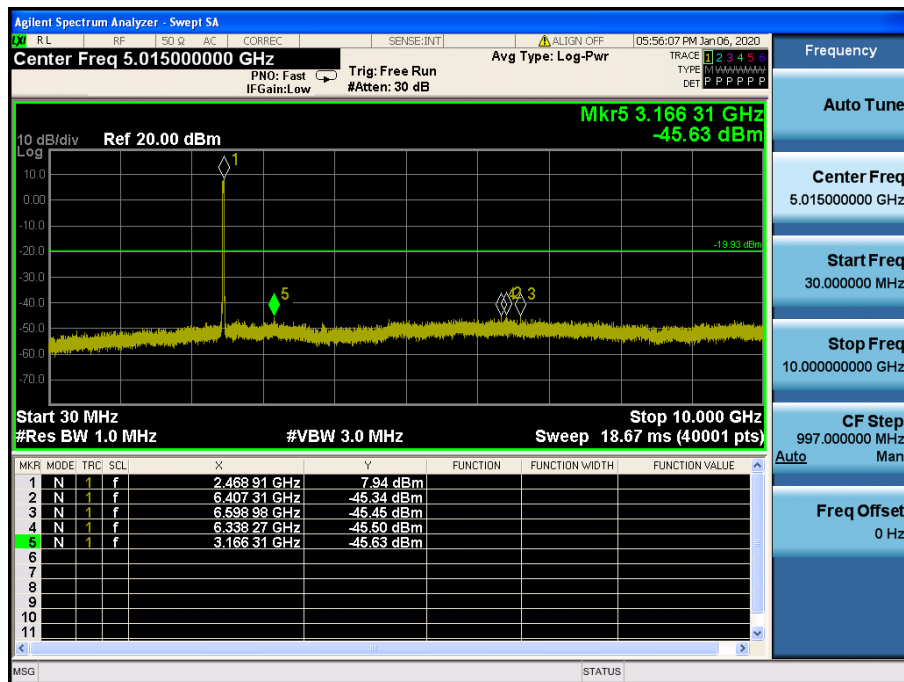 Agilent Spectrum Analyzer - Swept SA
LXI RL RF 50 Ω AC CORREC SENSE:INT ALIGN OFF 05:56:07 PM Jan 06, 2020
Center Freq 5.015000000 GHz
PNO: Fast
IFGain:Low
Trig: Free Run
#Atten: 30 dB
Avg Type: Log-Pwr
TRACE 1 2 3 4 5 6
TYPE M
DET P P P P P P
Frequency
Mkr5 3.166 31 GHz
-45.63 dBm
10 dB/div Ref 20.00 dBm
Log
10.0
0.00
-10.0
-20.0
-30.0
-40.0
-50.0
-60.0
-70.0
1
5
3
-19.93 dBm
Start 30 MHz Stop 10.000 GHz
#Res BW 1.0 MHz #VBW 3.0 MHz Sweep 18.67 ms (40001 pts)
MKR MODE TRC SCL X Y FUNCTION FUNCTION WIDTH FUNCTION VALUE
1 N 1 f 2.468 91 GHz 7.94 dBm
2 N 1 f 6.407 31 GHz -45.34 dBm
3 N 1 f 6.598 98 GHz -45.45 dBm
4 N 1 f 6.338 27 GHz -45.50 dBm
5 N 1 f 3.166 31 GHz -45.63 dBm
6
7
8
9
10
11
MSG STATUS
Auto Tune
Center Freq
5.015000000 GHz
Start Freq
30.000000 MHz
Stop Freq
10.000000000 GHz
CF Step
997.000000 MHz
Auto Man
Freq Offset
0 Hz